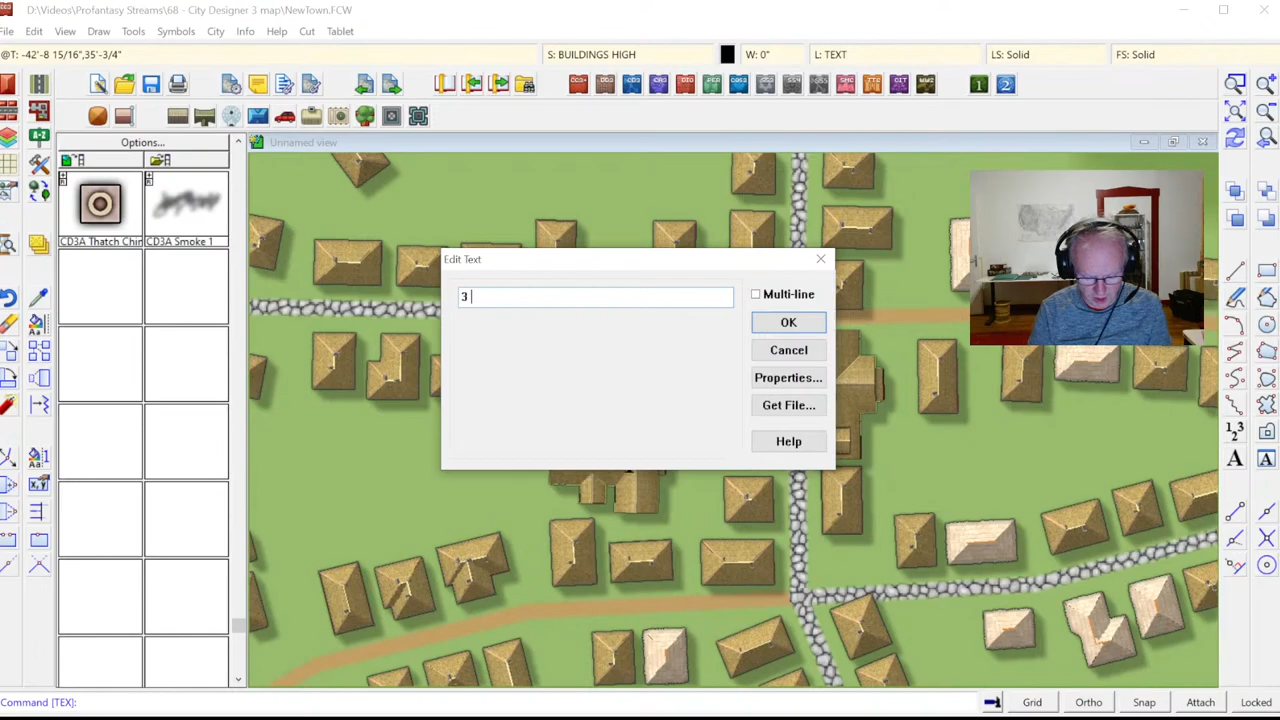 D:\Videos\Profantasy Streams\68 - City Designer 3 map\NewTown.FCW
File Edit View Draw Tools Symbols City Info Help Cut Tablet
@T: -42'-8 15/16",35'-3/4"
S: BUILDINGS HIGH
W: 0"
L: TEXT
LS: Solid
FS: Solid
Options...
Unnamed view
CD3A Thatch Chin
CD3A Smoke 1
Edit Text
3
Multi-line
OK
Cancel
Properties...
Get File...
Help
Command [TEX]:
Grid
Ortho
Snap
Attach
Locked